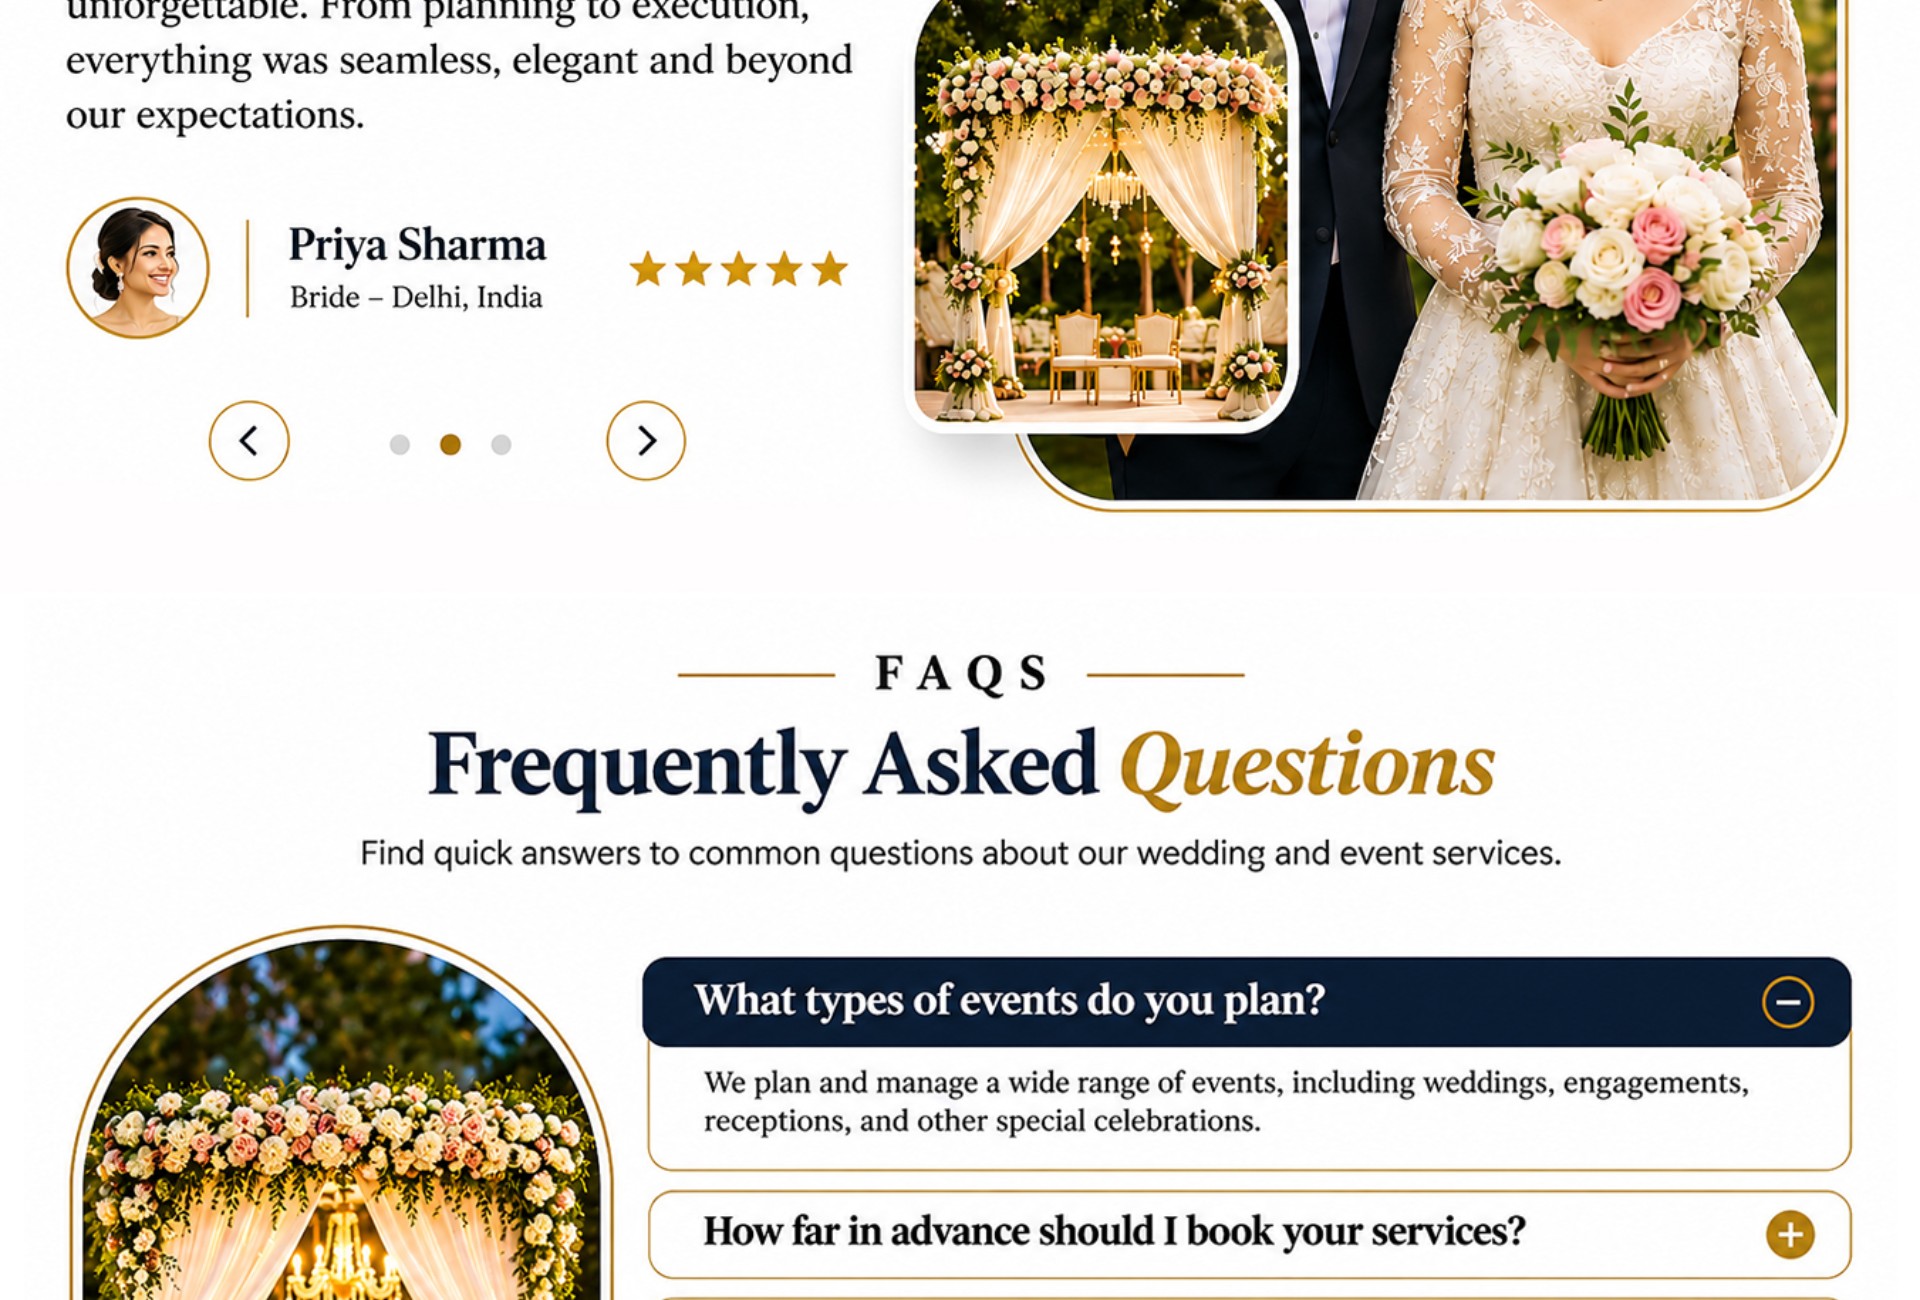 unforgettable. From planning to execution,
everything was seamless, elegant and beyond
our expectations.
Priya Sharma
Bride – Delhi, India
FAQS
Frequently Asked Questions
Find quick answers to common questions about our wedding and event services.
What types of events do you plan?
We plan and manage a wide range of events, including weddings, engagements,
receptions, and other special celebrations.
How far in advance should I book your services?